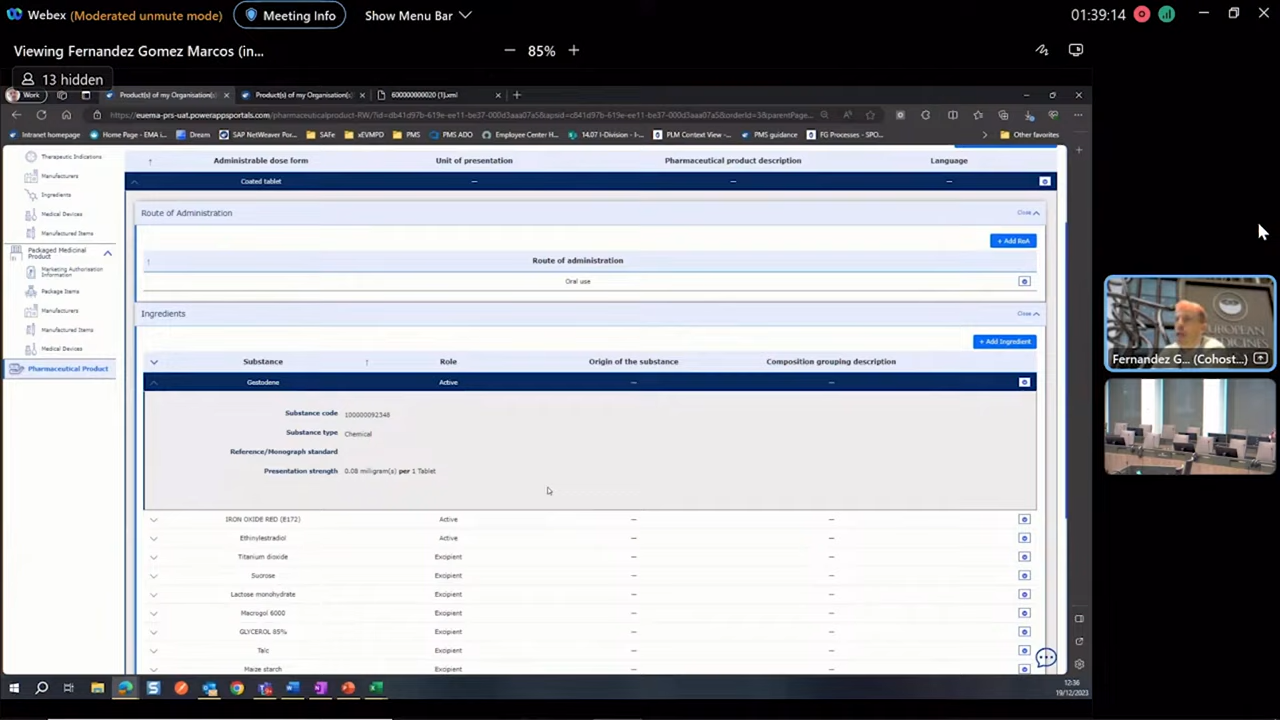 Webex (Moderated unmute mode) Meeting Info Show Menu Bar 01:39:14
Viewing Fernandez Gomez Marcos (in... 85%
13 hidden
Work Product(s) of my Organisation(s) Product(s) of my Organisation(s) 600000000020 (1).xml
Intranet homepage Home Page - EMA i... Dream SAP NetWeaver Por... SAFe xEVMPD PMS PMS ADO Employee Center H... 14.07 I-Division - I... PLM Context View -... PMS guidance FG Processes - SPO... Other favorites
Therapeutic Indications
Manufacturers
Ingredients
Medical Devices
Manufactured Items
Packaged Medicinal Product
Marketing Authorisation Information
Package Items
Manufacturers
Manufactured Items
Medical Devices
Pharmaceutical Product
Administrable dose form Unit of presentation Pharmaceutical product description Language
Coated tablet — — —
Route of Administration Close
+ Add RoA
Route of administration
Oral use
Ingredients Close
+ Add Ingredient
Substance Role Origin of the substance Composition grouping description
Gestodene Active — —
Substance code 100000092348
Substance type Chemical
Reference/Monograph standard
Presentation strength 0.08 miligram(s) per 1 Tablet
IRON OXIDE RED (E172) Active — —
Ethinylestradiol Active — —
Titanium dioxide Excipient — —
Sucrose Excipient — —
Lactose monohydrate Excipient — —
Macrogol 6000 Excipient — —
GLYCEROL 85% Excipient — —
Talc Excipient — —
Maize starch Excipient — —
EUROPEAN
MEDICINES
Fernandez G... (Cohost...)
12:36
19/12/2023